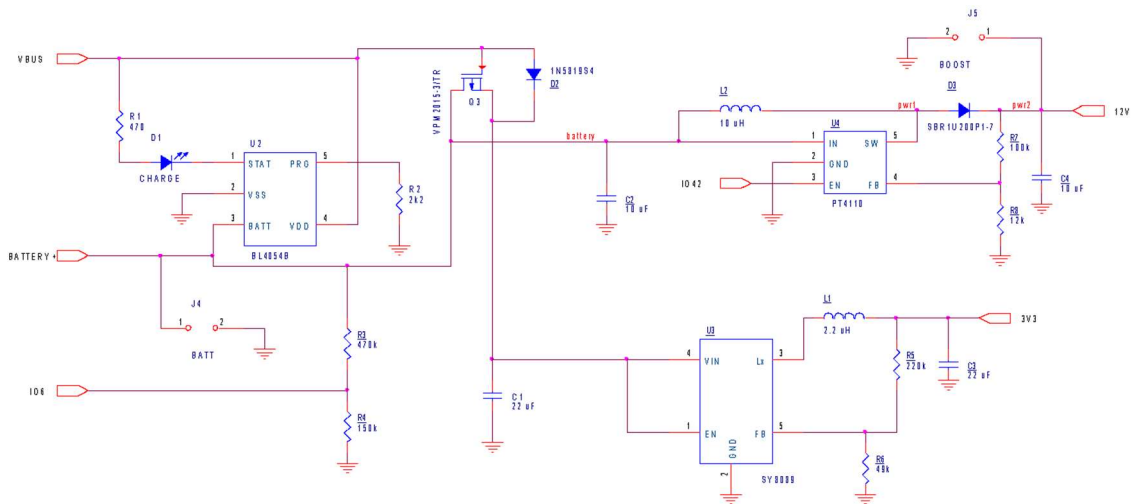 J5
2 1
BOOST
VBUS
R1
470
D1
CHARGE
U2
1 STAT PRG 5
2 VSS
3 BATT VDD 4
BL4054B
R2
2k2
VPM2015-3/TR
Q3
1N5819S4
D2
battery
L2
10 uH
pwr1
D3
pwr2
SBR1U200P1-7
12V
U4
1 IN SW 5
2 GND
3 EN FB 4
PT4110
IO42
R7
100k
R8
12k
C4
10 uF
C2
10 uF
BATTERY+
J4
1 2
BATT
R3
470k
IO6
R4
150k
C1
22 uF
U3
4 VIN Lx 3
1 EN FB 5
GND
2
SY8089
L1
2.2 uH
R5
220k
R6
49k
C3
22 uF
3V3